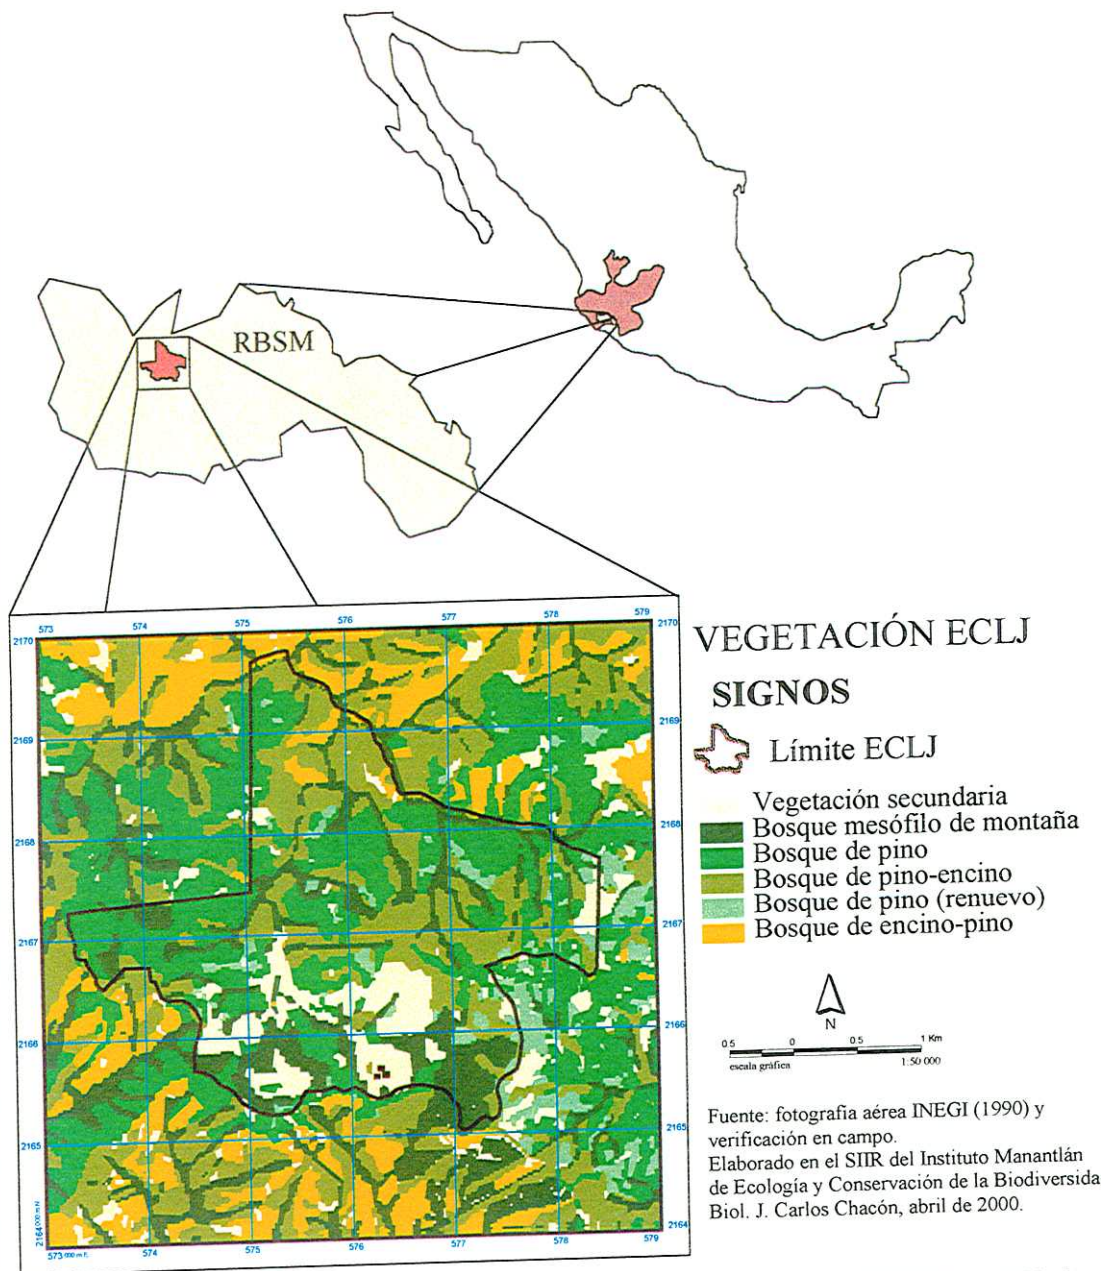 RBSM
573 574 575 576 577 578 579
2170 2170
2169 2169
2168 2168
2167 2167
2166 2166
2165 2165
2164 000 m N. 2164
573 000 m E. 574 575 576 577 578 579
VEGETACIÓN ECLJ
SIGNOS
Límite ECLJ
Vegetación secundaria
Bosque mesófilo de montaña
Bosque de pino
Bosque de pino-encino
Bosque de pino (renuevo)
Bosque de encino-pino
N
0.5 0 0.5 1 Km
escala gráfica 1:50 000
Fuente: fotografía aérea INEGI (1990) y
verificación en campo.
Elaborado en el SIIR del Instituto Manantlán
de Ecología y Conservación de la Biodiversida
Biol. J. Carlos Chacón, abril de 2000.